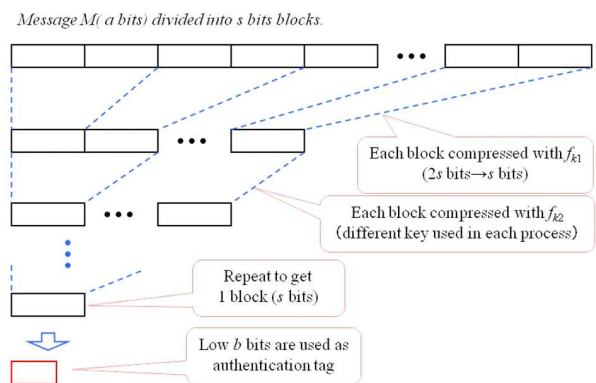 Message M( a bits) divided into s bits blocks.
Each block compressed with fk1
(2s bits→s bits)
Each block compressed with fk2
(different key used in each process)
Repeat to get
1 block (s bits)
Low b bits are used as
authentication tag